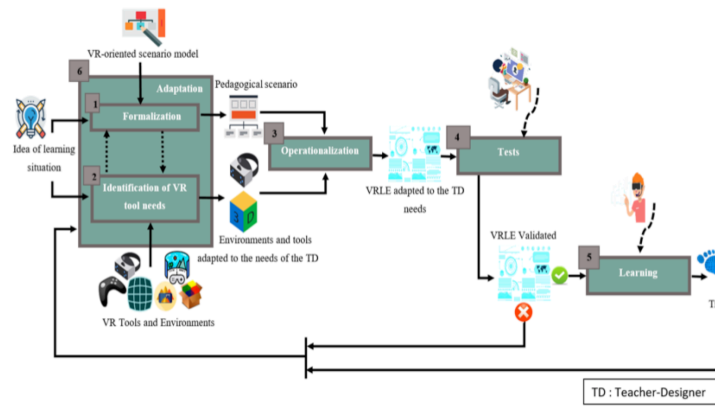 VR-oriented scenario model
6
Adaptation
Pedagogical scenario
1
Formalization
Idea of learning
situation
2
Identification of VR
tool needs
3
Operationalization
Environments and tools
adapted to the needs of the TD
VR Tools and Environments
VRLE adapted to the TD
needs
4
Tests
VRLE Validated
5
Learning
TD : Teacher-Designer